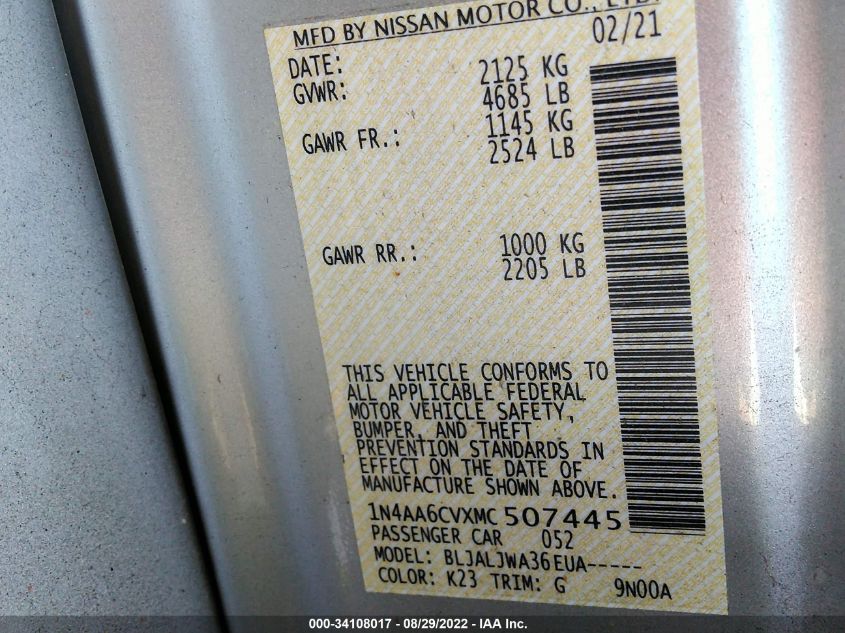 MFD BY NISSAN MOTOR CO., LTD.
DATE: 02/21
GVWR: 2125 KG
4685 LB
GAWR FR.: 1145 KG
2524 LB
GAWR RR.: 1000 KG
2205 LB
THIS VEHICLE CONFORMS TO
ALL APPLICABLE FEDERAL
MOTOR VEHICLE SAFETY,
BUMPER, AND THEFT
PREVENTION STANDARDS IN
EFFECT ON THE DATE OF
MANUFACTURE SHOWN ABOVE.
1N4AA6CVXMC 507445
PASSENGER CAR 052
MODEL: BLJALJWA36EUA-----
COLOR: K23 TRIM: G 9N00A
000-34108017 - 08/29/2022 - IAA Inc.